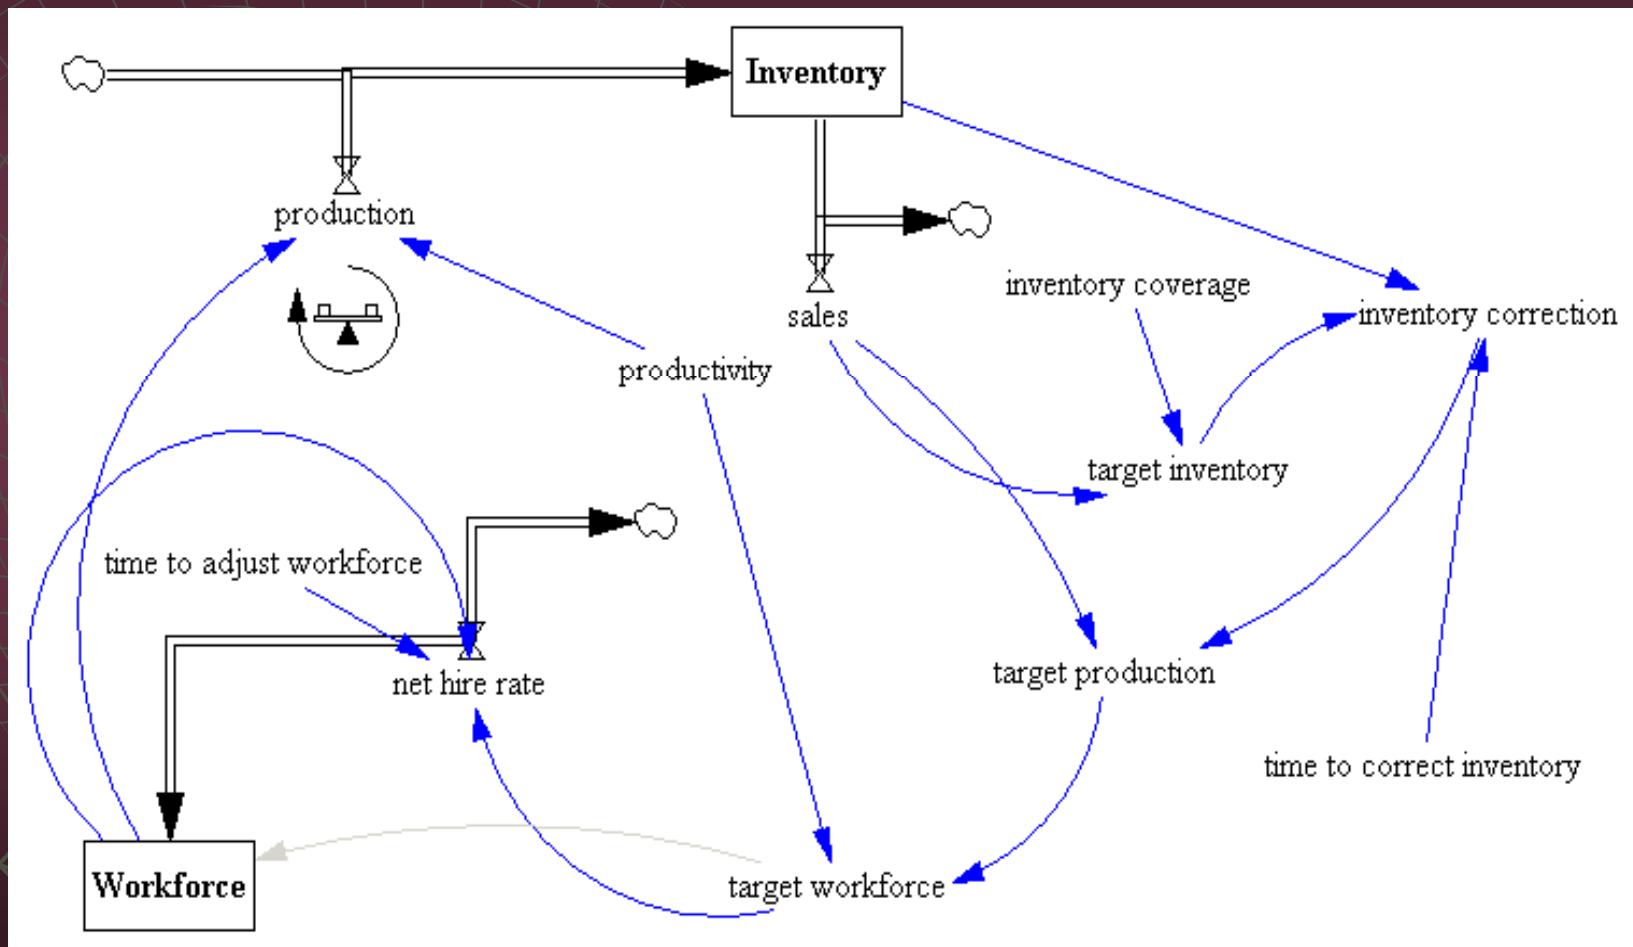 Inventory
production
inventory coverage
sales
inventory correction
productivity
target inventory
time to adjust workforce
net hire rate
target production
time to correct inventory
Workforce
target workforce